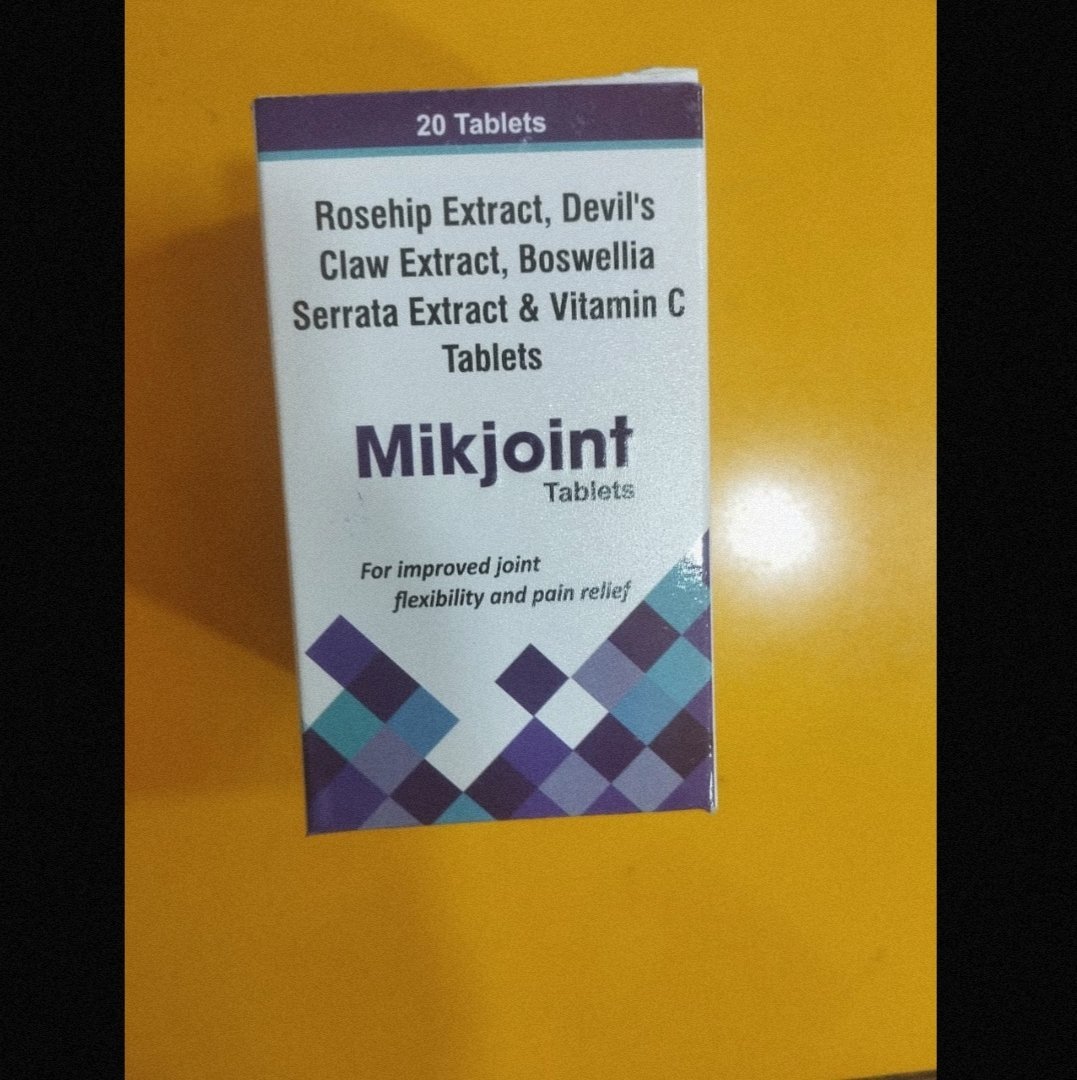 20 Tablets
Rosehip Extract, Devil's
Claw Extract, Boswellia
Serrata Extract & Vitamin C
Tablets
Mikjoint
Tablets
For improved joint
flexibility and pain relief